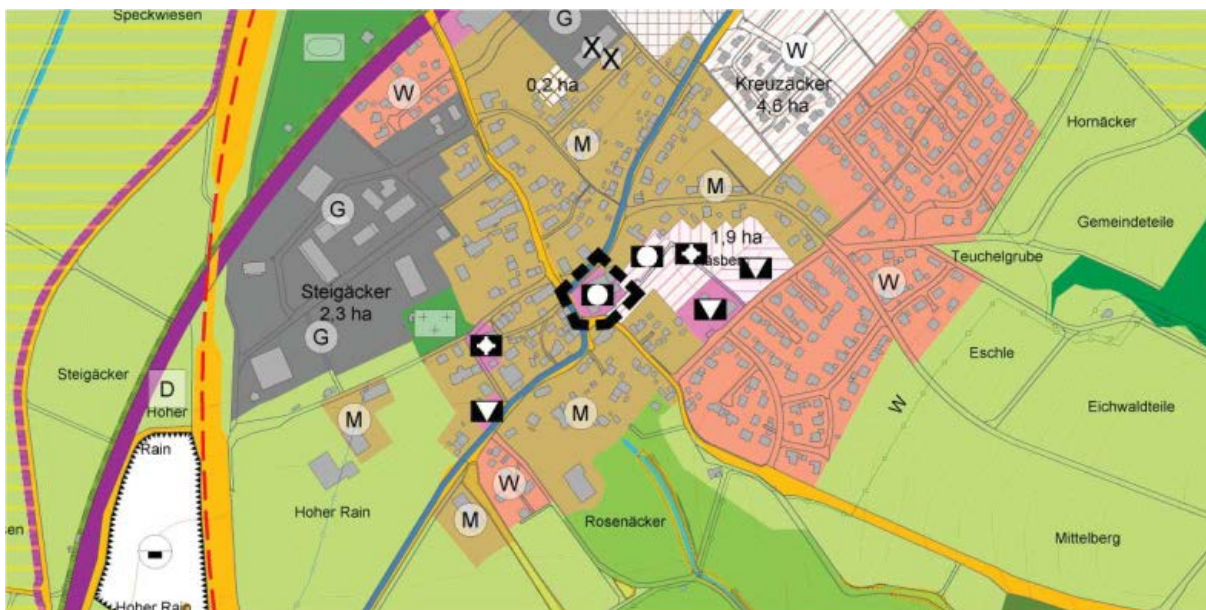 Speckwiesen
G
X
X
W
Kreuzäcker
4,6 ha
0,2 ha
W
Hornäcker
M
M
G
Gemeindeteile
1,9 ha
Teuchelgrube
W
Steigäcker
2,3 ha
G
Eschle
Steigäcker
D
Hoher
Rain
W
Eichwaldteile
M
M
W
Hoher Rain
M
Rosenäcker
Mittelberg
Hoher Rain